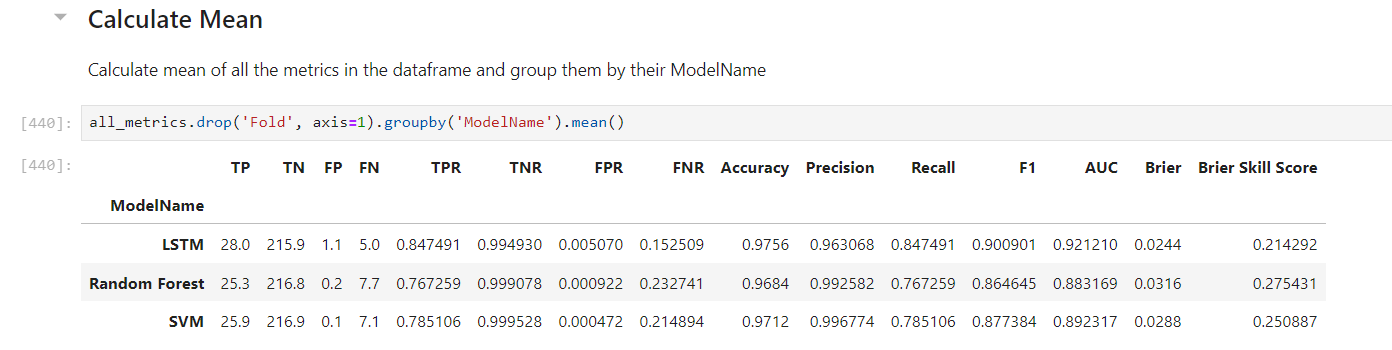 Calculate Mean
Calculate mean of all the metrics in the dataframe and group them by their ModelName
[440]: all_metrics.drop('Fold', axis=1).groupby('ModelName').mean()
[440]: TP TN FP FN TPR TNR FPR FNR Accuracy Precision Recall F1 AUC Brier Brier Skill Score
ModelName
LSTM 28.0 215.9 1.1 5.0 0.847491 0.994930 0.005070 0.152509 0.9756 0.963068 0.847491 0.900901 0.921210 0.0244 0.214292
Random Forest 25.3 216.8 0.2 7.7 0.767259 0.999078 0.000922 0.232741 0.9684 0.992582 0.767259 0.864645 0.883169 0.0316 0.275431
SVM 25.9 216.9 0.1 7.1 0.785106 0.999528 0.000472 0.214894 0.9712 0.996774 0.785106 0.877384 0.892317 0.0288 0.250887